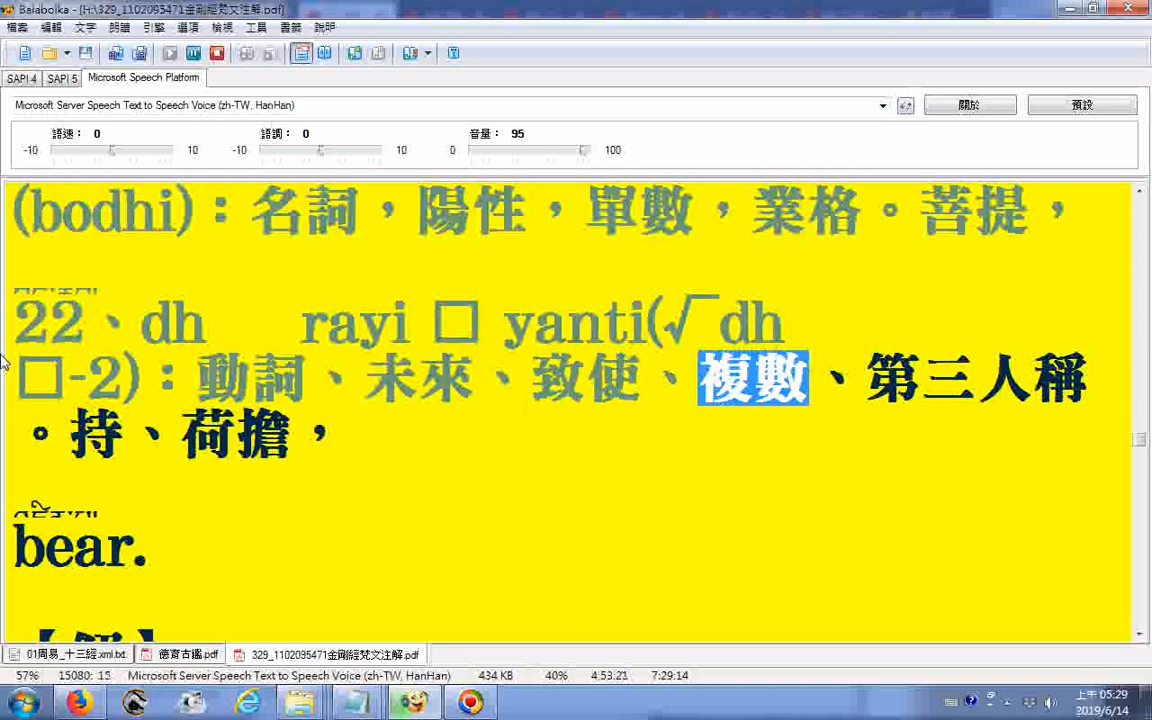 Balabolka - [H:\329_1102095471金剛經梵文注解.pdf]
檔案 編輯 文字 朗讀 引擎 選項 檢視 工具 書籤 說明
SAPI 4 SAPI 5 Microsoft Speech Platform
Microsoft Server Speech Text to Speech Voice (zh-TW, HanHan)
關於 預設
語速： 0 語調： 0 音量： 95
-10 10 -10 10 0 100
(bodhi)：名詞，陽性，單數，業格。菩提，
22、dh rayi □ yanti(√dh
□-2)：動詞、未來、致使、複數、第三人稱
。持、荷擔，
bear.
01周易_十三經.xml.txt 德育古鑑.pdf 329_1102095471金剛經梵文注解.pdf
57% 15080: 13 Microsoft Server Speech Text to Speech Voice (zh-TW, HanHan) 434 KB 40% 4:53:21 7:29:14
上午 05:29
2019/6/14